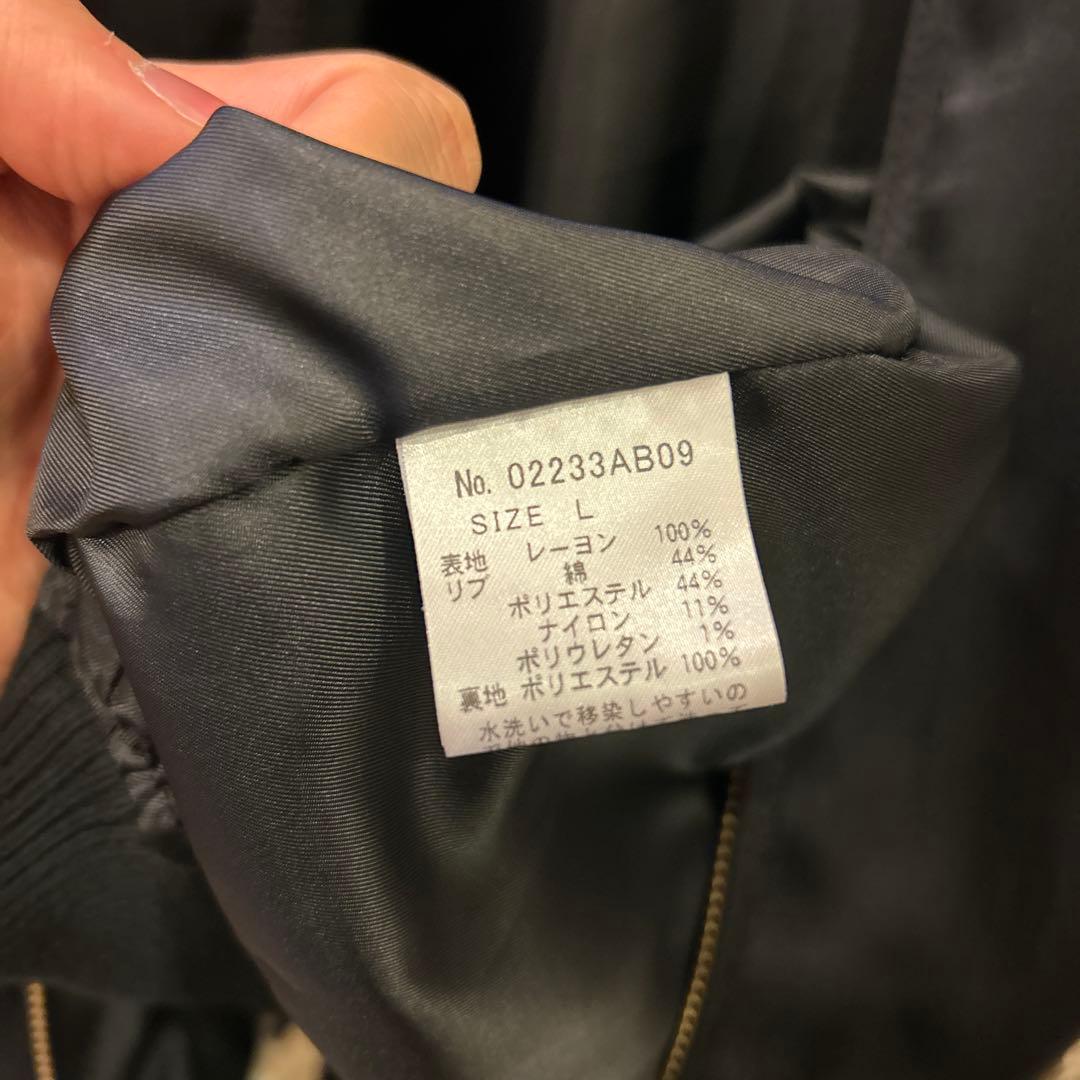 No. 02233AB09
SIZE L
表地 レーヨン 100%
リブ 綿 44%
ポリエステル 44%
ナイロン 11%
ポリウレタン 1%
裏地 ポリエステル 100%
水洗いで移染しやすいの